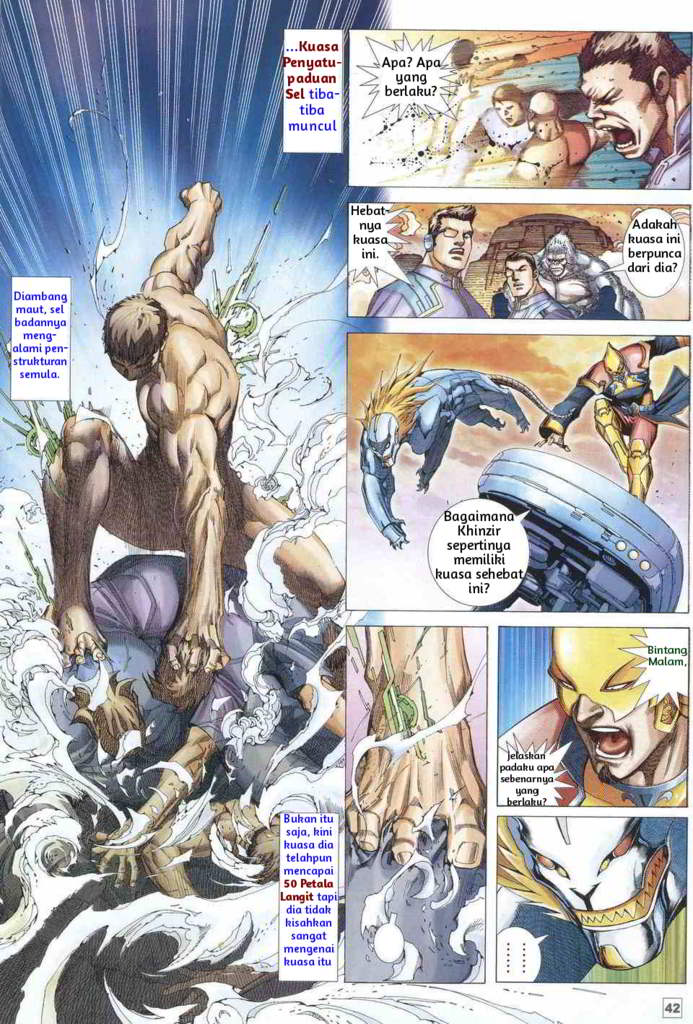 ...Kuasa
Penyatu-
paduan
Sel tiba-
tiba
muncul
Apa? Apa
yang
berlaku?
Hebat-
nya
kuasa
ini.
Adakah
kuasa ini
berpunca
dari dia?
Diambang
maut, sel
badannya
meng-
alami pen-
strukturan
semula.
Bagaimana
Khinzir
sepertinya
memiliki
kuasa sehebat
ini?
Bintang
Malam,
Jelaskan
padaku apa
sebenarnya
yang
berlaku?
Bukan itu
saja, kini
kuasa dia
telahpun
mencapai
50 Petala
Langit tapi
dia tidak
kisahkan
sangat
mengenai
kuasa itu
42